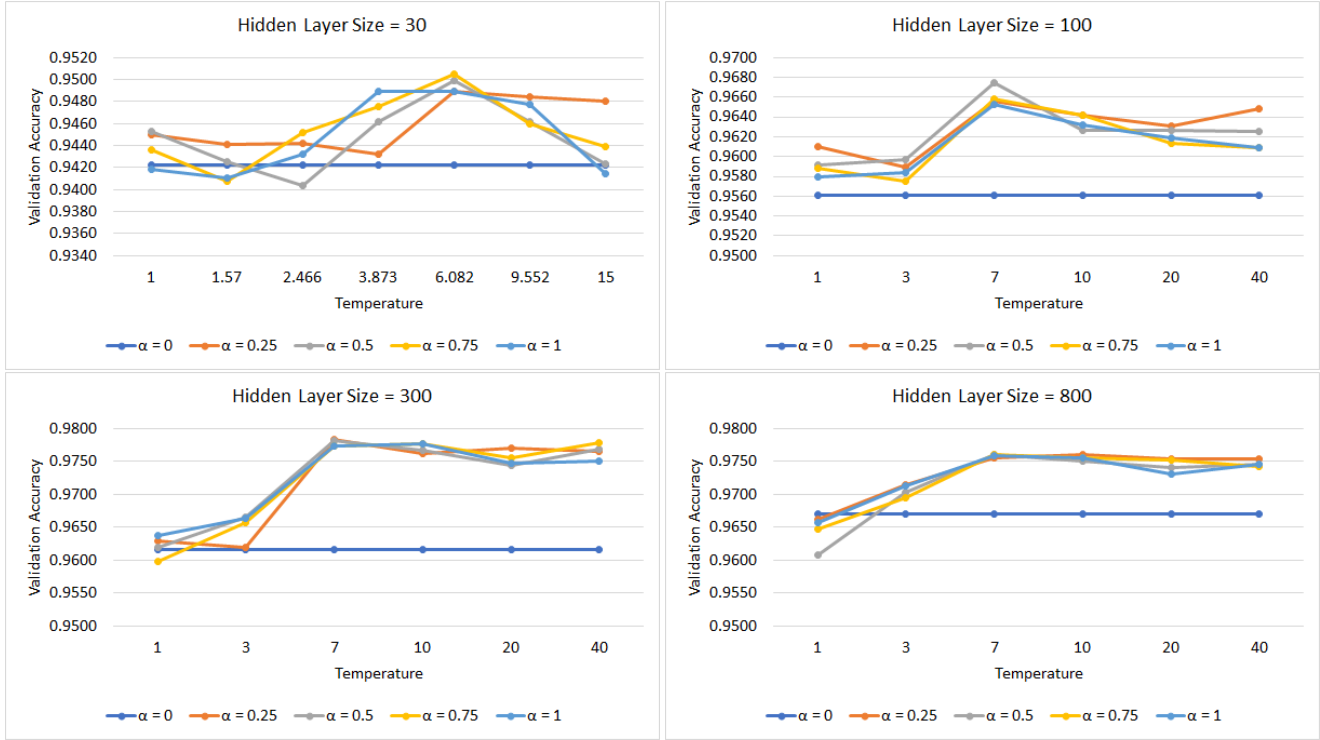 Hidden Layer Size = 30
Validation Accuracy
0.9520
0.9500
0.9480
0.9460
0.9440
0.9420
0.9400
0.9380
0.9360
0.9340
1 1.57 2.466 3.873 6.082 9.552 15
Temperature
α = 0 α = 0.25 α = 0.5 α = 0.75 α = 1
Hidden Layer Size = 100
Validation Accuracy
0.9700
0.9680
0.9660
0.9640
0.9620
0.9600
0.9580
0.9560
0.9540
0.9520
0.9500
1 3 7 10 20 40
Temperature
α = 0 α = 0.25 α = 0.5 α = 0.75 α = 1
Hidden Layer Size = 300
Validation Accuracy
0.9800
0.9750
0.9700
0.9650
0.9600
0.9550
0.9500
1 3 7 10 20 40
Temperature
α = 0 α = 0.25 α = 0.5 α = 0.75 α = 1
Hidden Layer Size = 800
Validation Accuracy
0.9800
0.9750
0.9700
0.9650
0.9600
0.9550
0.9500
1 3 7 10 20 40
Temperature
α = 0 α = 0.25 α = 0.5 α = 0.75 α = 1